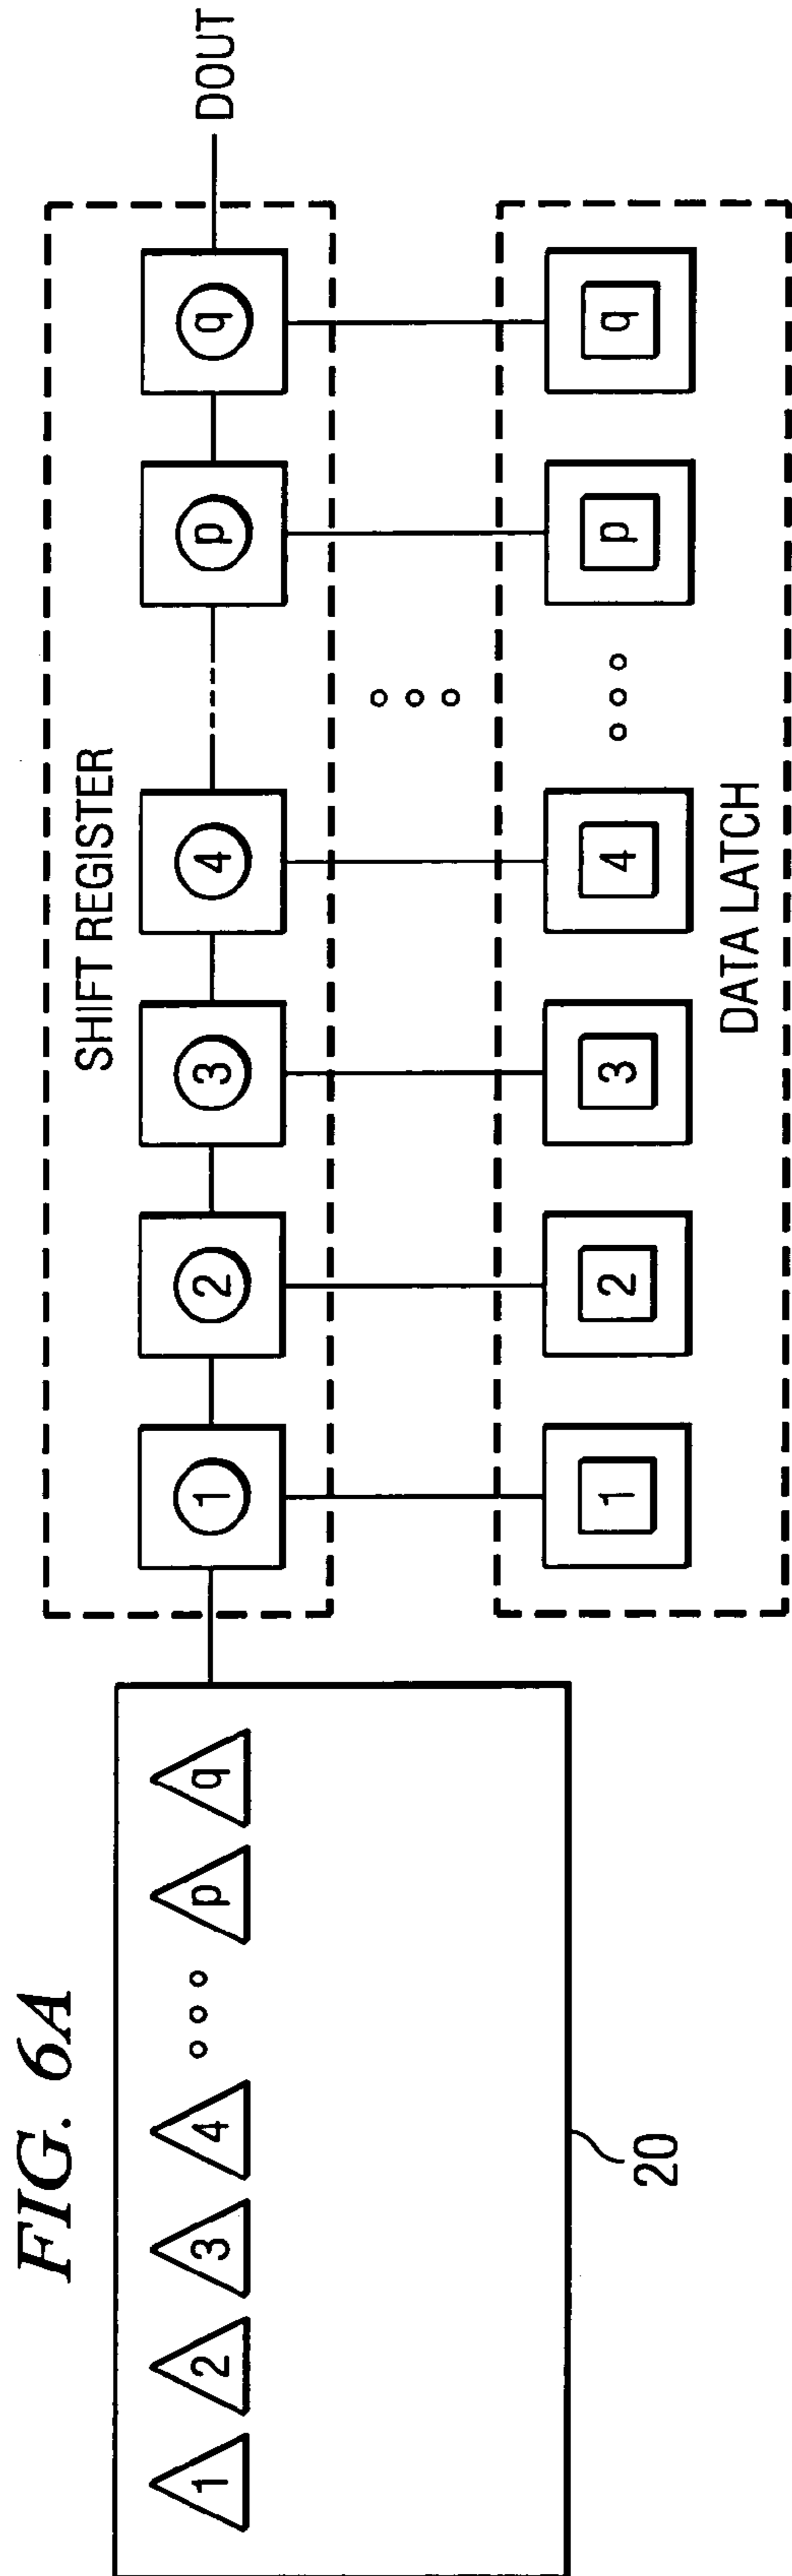 FIG. 6A
1 2 3 4 p q
20
SHIFT REGISTER
1 2 3 4 p q
DOUT
1 2 3 4 p q
DATA LATCH